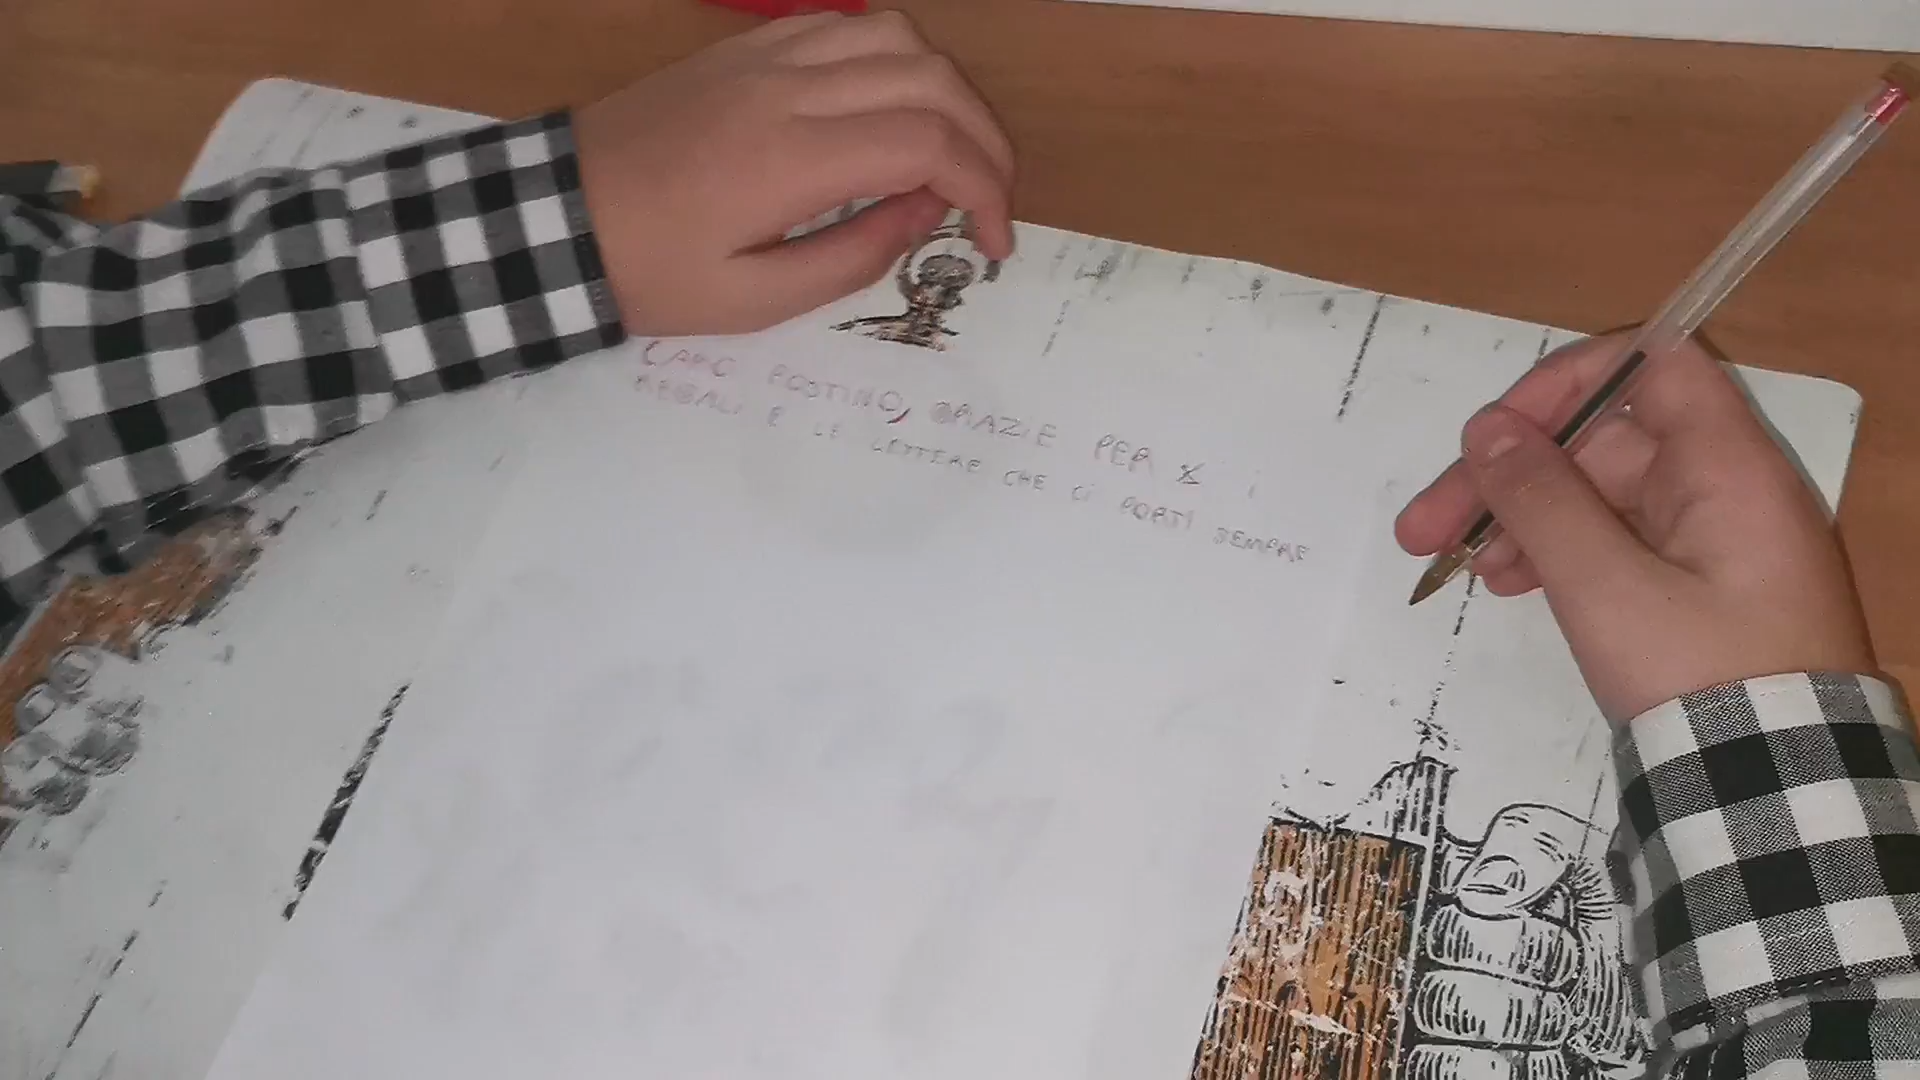 CARO POSTINO, GRAZIE PER i
REGALI E LE LETTERE CHE Ci PORTI SEMPRE